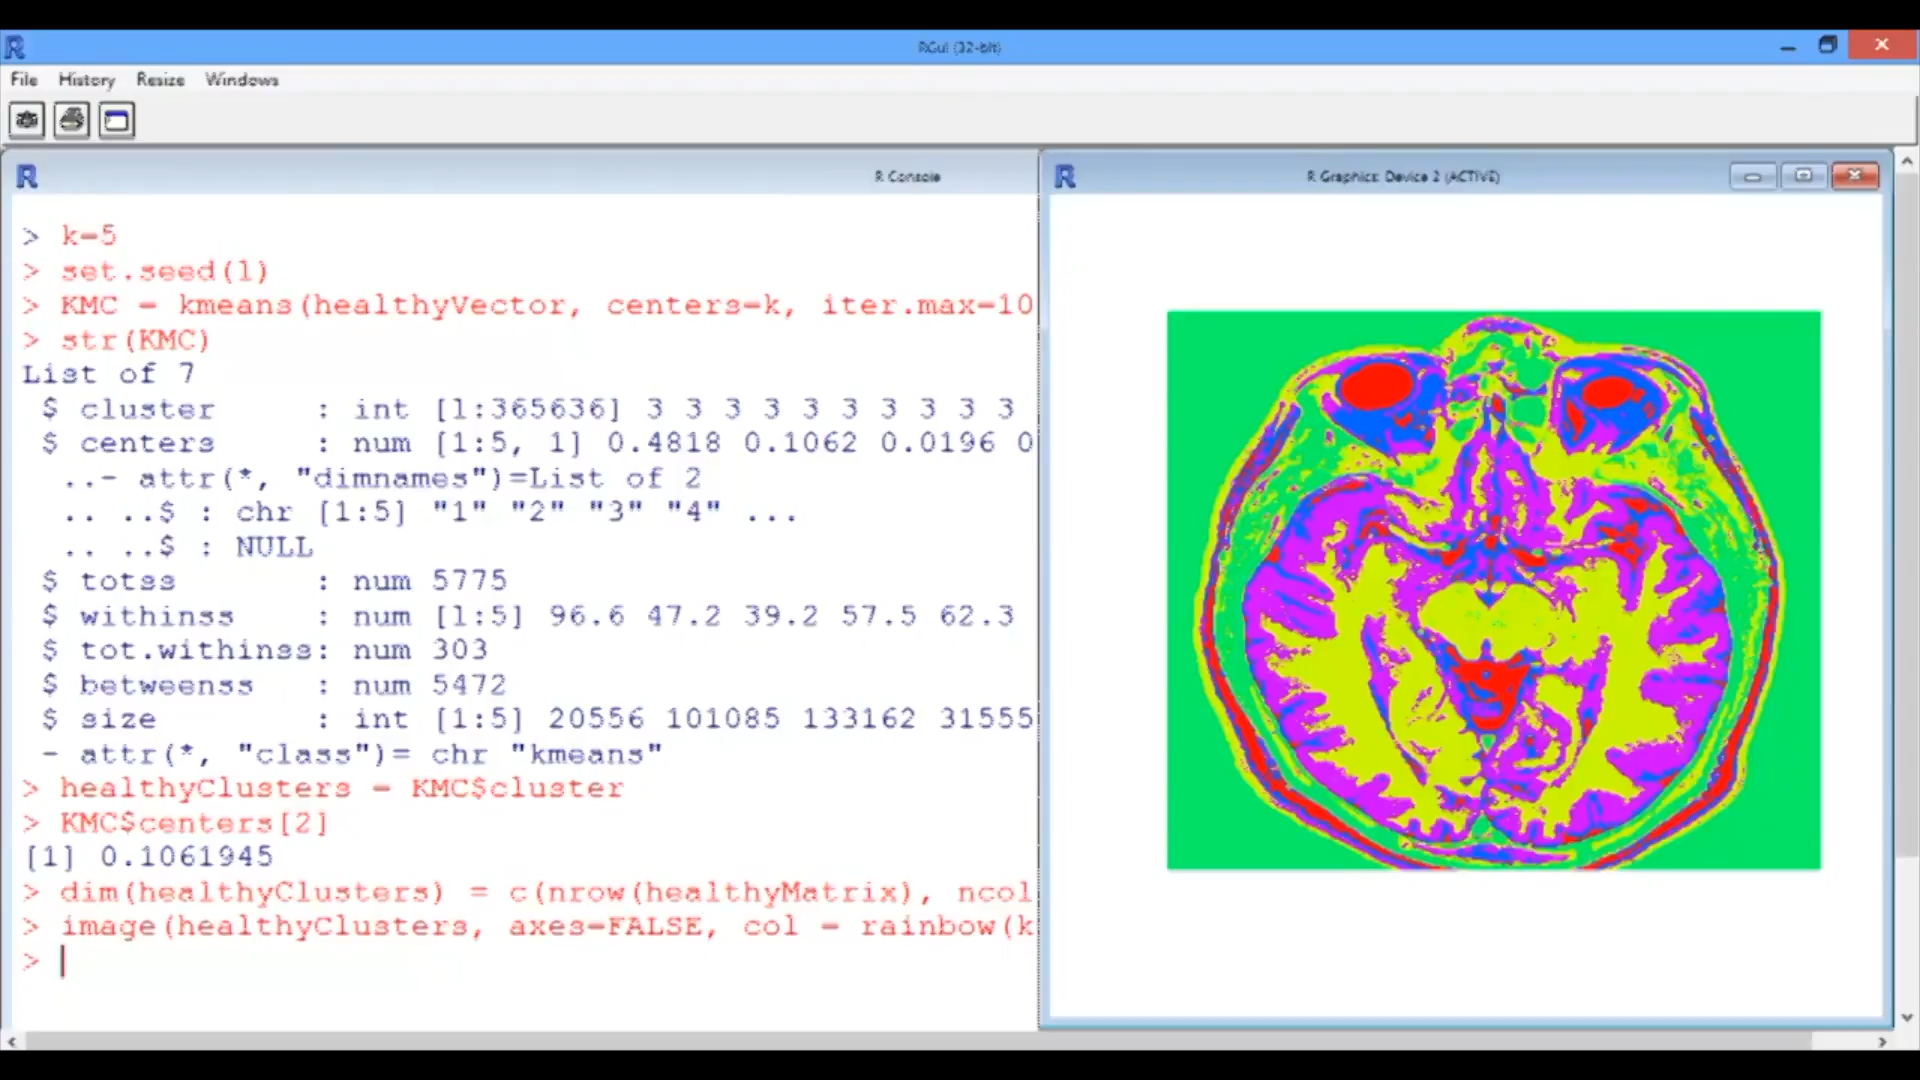 RGui (32-bit)
File History Resize Windows
R Console
> k=5
> set.seed(1)
> KMC = kmeans(healthyVector, centers=k, iter.max=10
> str(KMC)
List of 7
$ cluster : int [1:365636] 3 3 3 3 3 3 3 3 3 3
$ centers : num [1:5, 1] 0.4818 0.1062 0.0196 0
..- attr(*, "dimnames")=List of 2
.. ..$ : chr [1:5] "1" "2" "3" "4" ...
.. ..$ : NULL
$ totss : num 5775
$ withinss : num [1:5] 96.6 47.2 39.2 57.5 62.3
$ tot.withinss: num 303
$ betweenss : num 5472
$ size : int [1:5] 20556 101085 133162 31555
- attr(*, "class")= chr "kmeans"
> healthyClusters = KMC$cluster
> KMC$centers[2]
[1] 0.1061945
> dim(healthyClusters) = c(nrow(healthyMatrix), ncol
> image(healthyClusters, axes=FALSE, col = rainbow(k
>
R Graphics: Device 2 (ACTIVE)